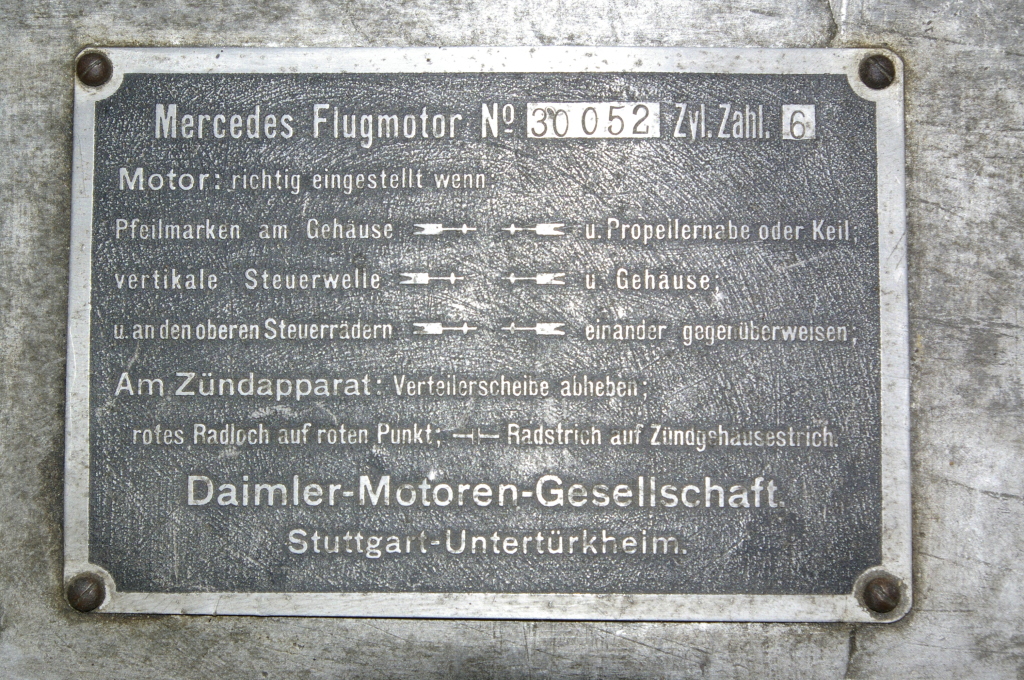 Mercedes Flugmotor Nº 30052 Zyl. Zahl. 6
Motor: richtig eingestellt wenn:
Pfeilmarken am Gehäuse u. Propellernabe oder Keil;
vertikale Steuerwelle u. Gehäuse;
u. an den oberen Steuerrädern einander gegenüberweisen;
Am Zündapparat: Verteilerscheibe abheben;
rotes Radloch auf roten Punkt; Radstrich auf Zündgehäusestrich.
Daimler-Motoren-Gesellschaft.
Stuttgart-Untertürkheim.